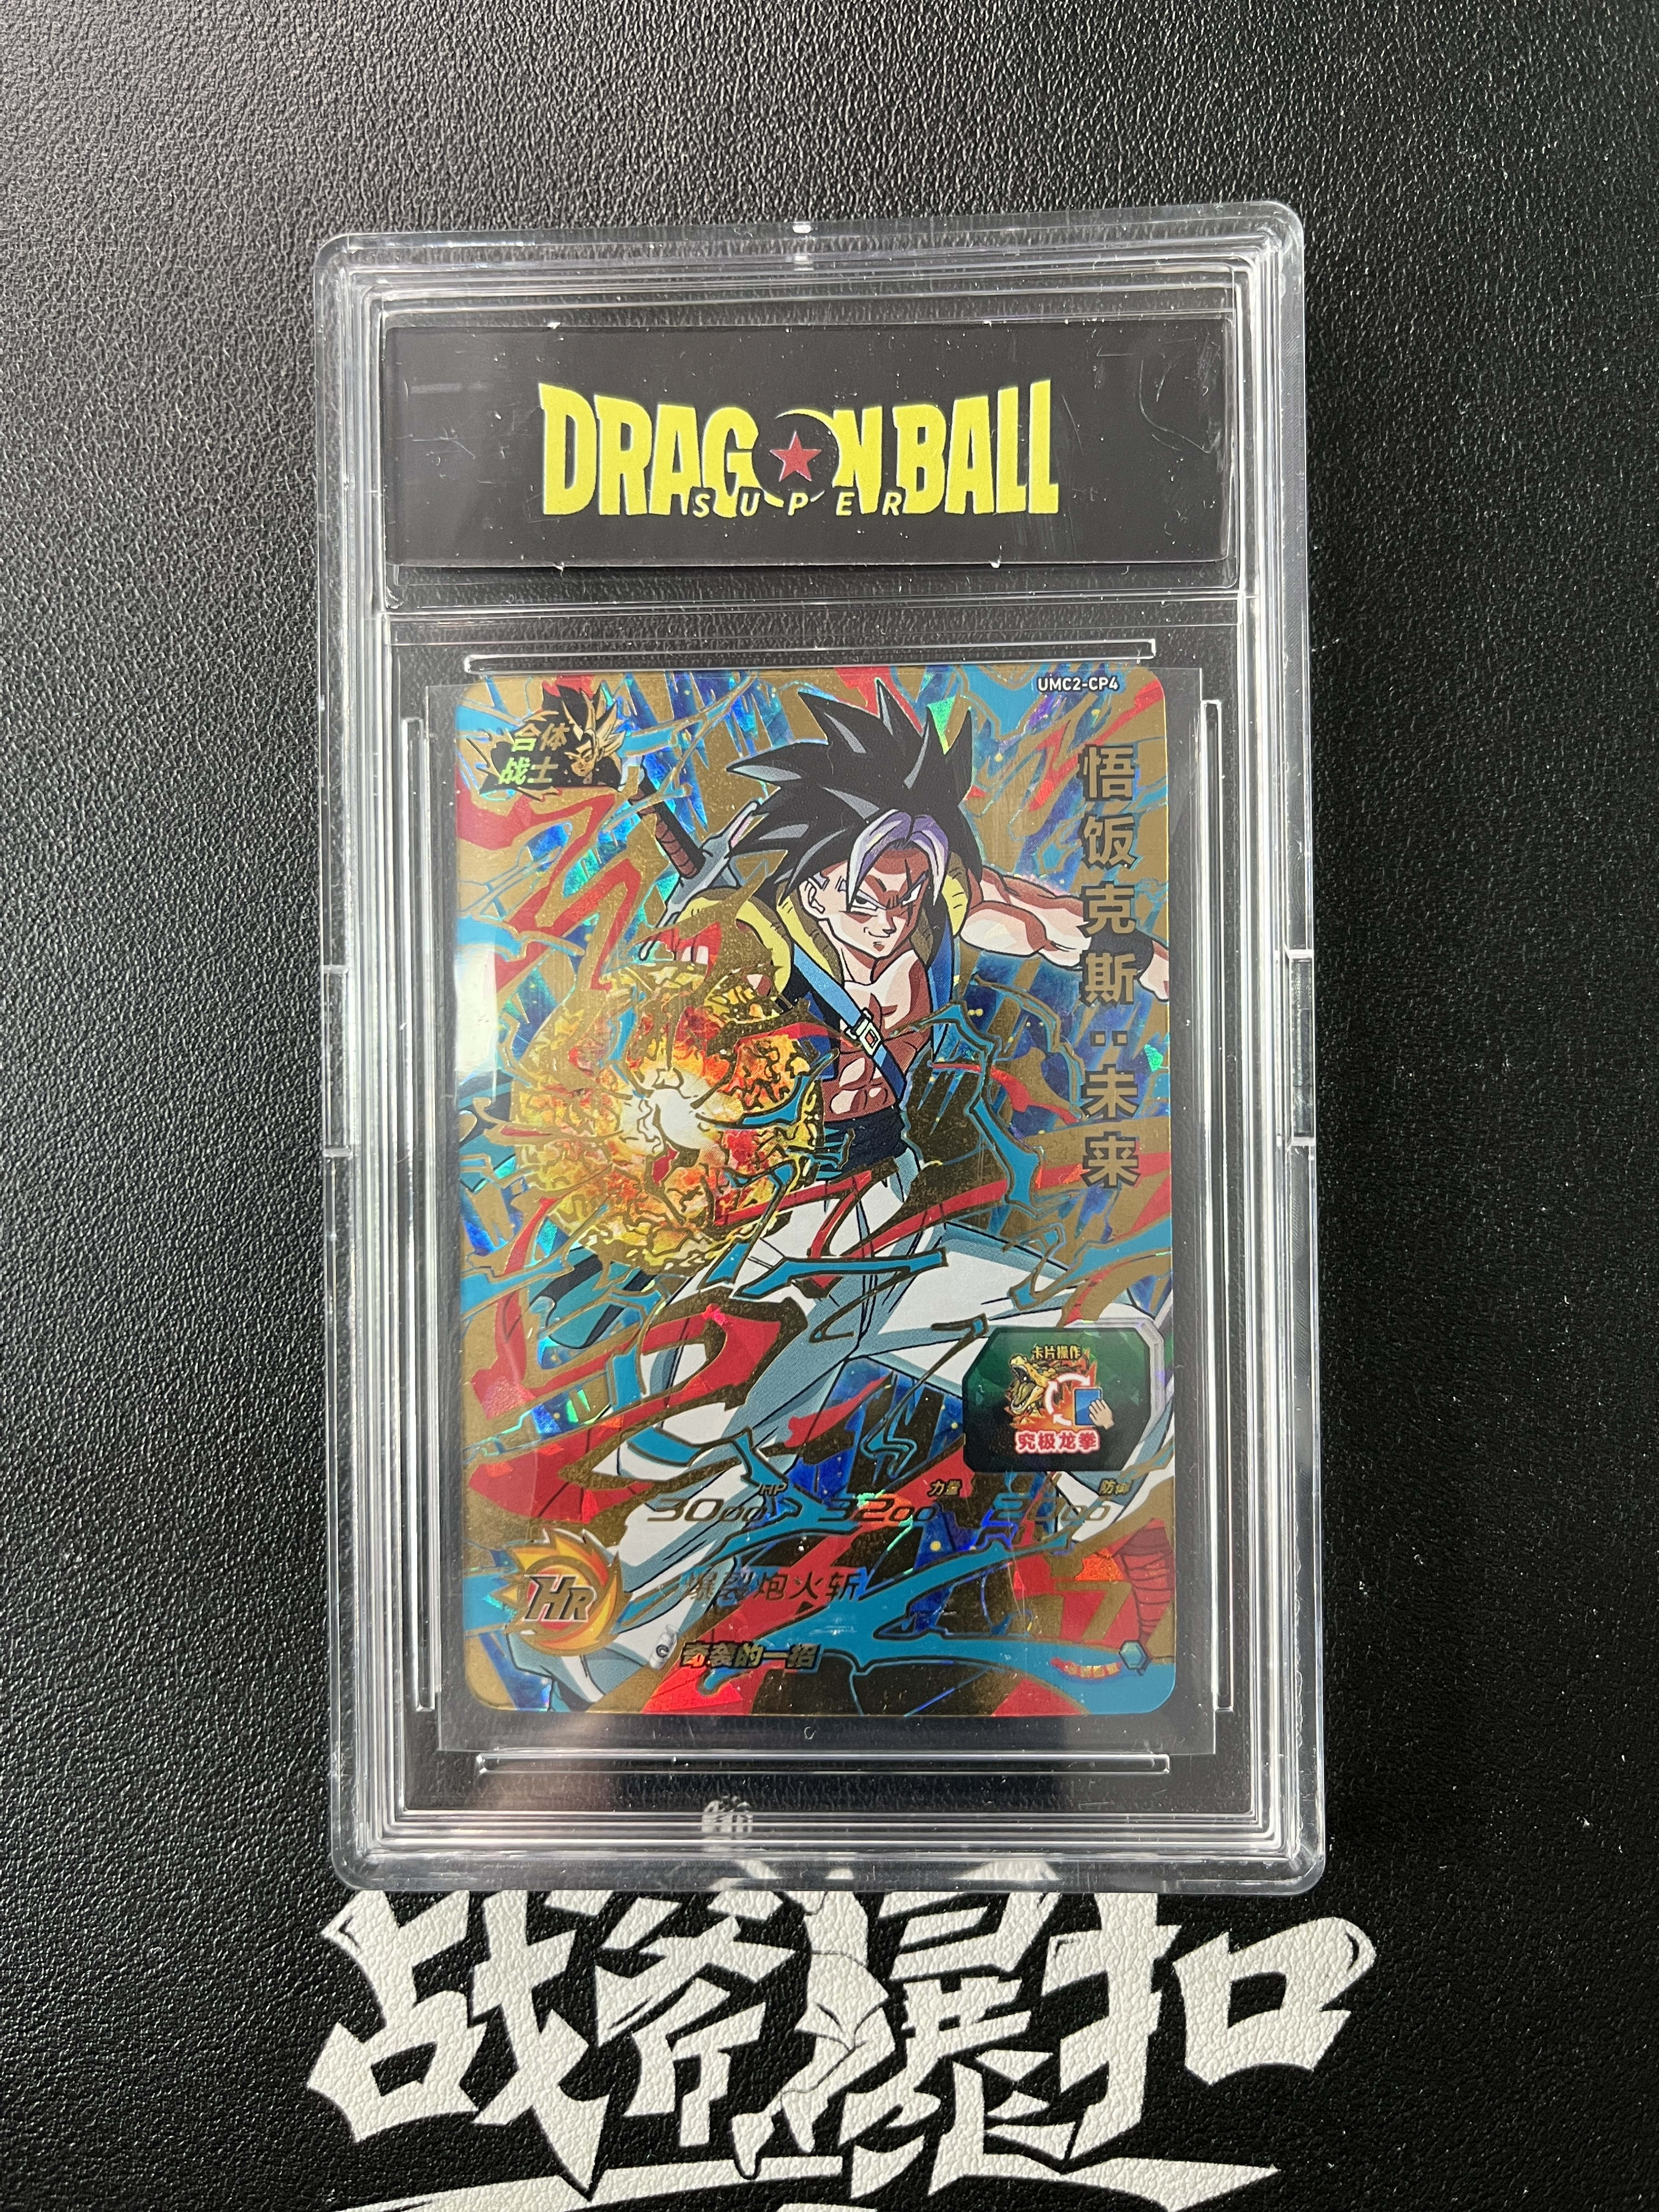 DRAGON BALL
SUPER
UMC2-CP4
合体
战士
悟饭克斯：未来
卡片操作
究极龙拳
HP
3000
力量
3200
防御
爆裂炮火斩
7
HR
奇袭的一招
战斧爆扣